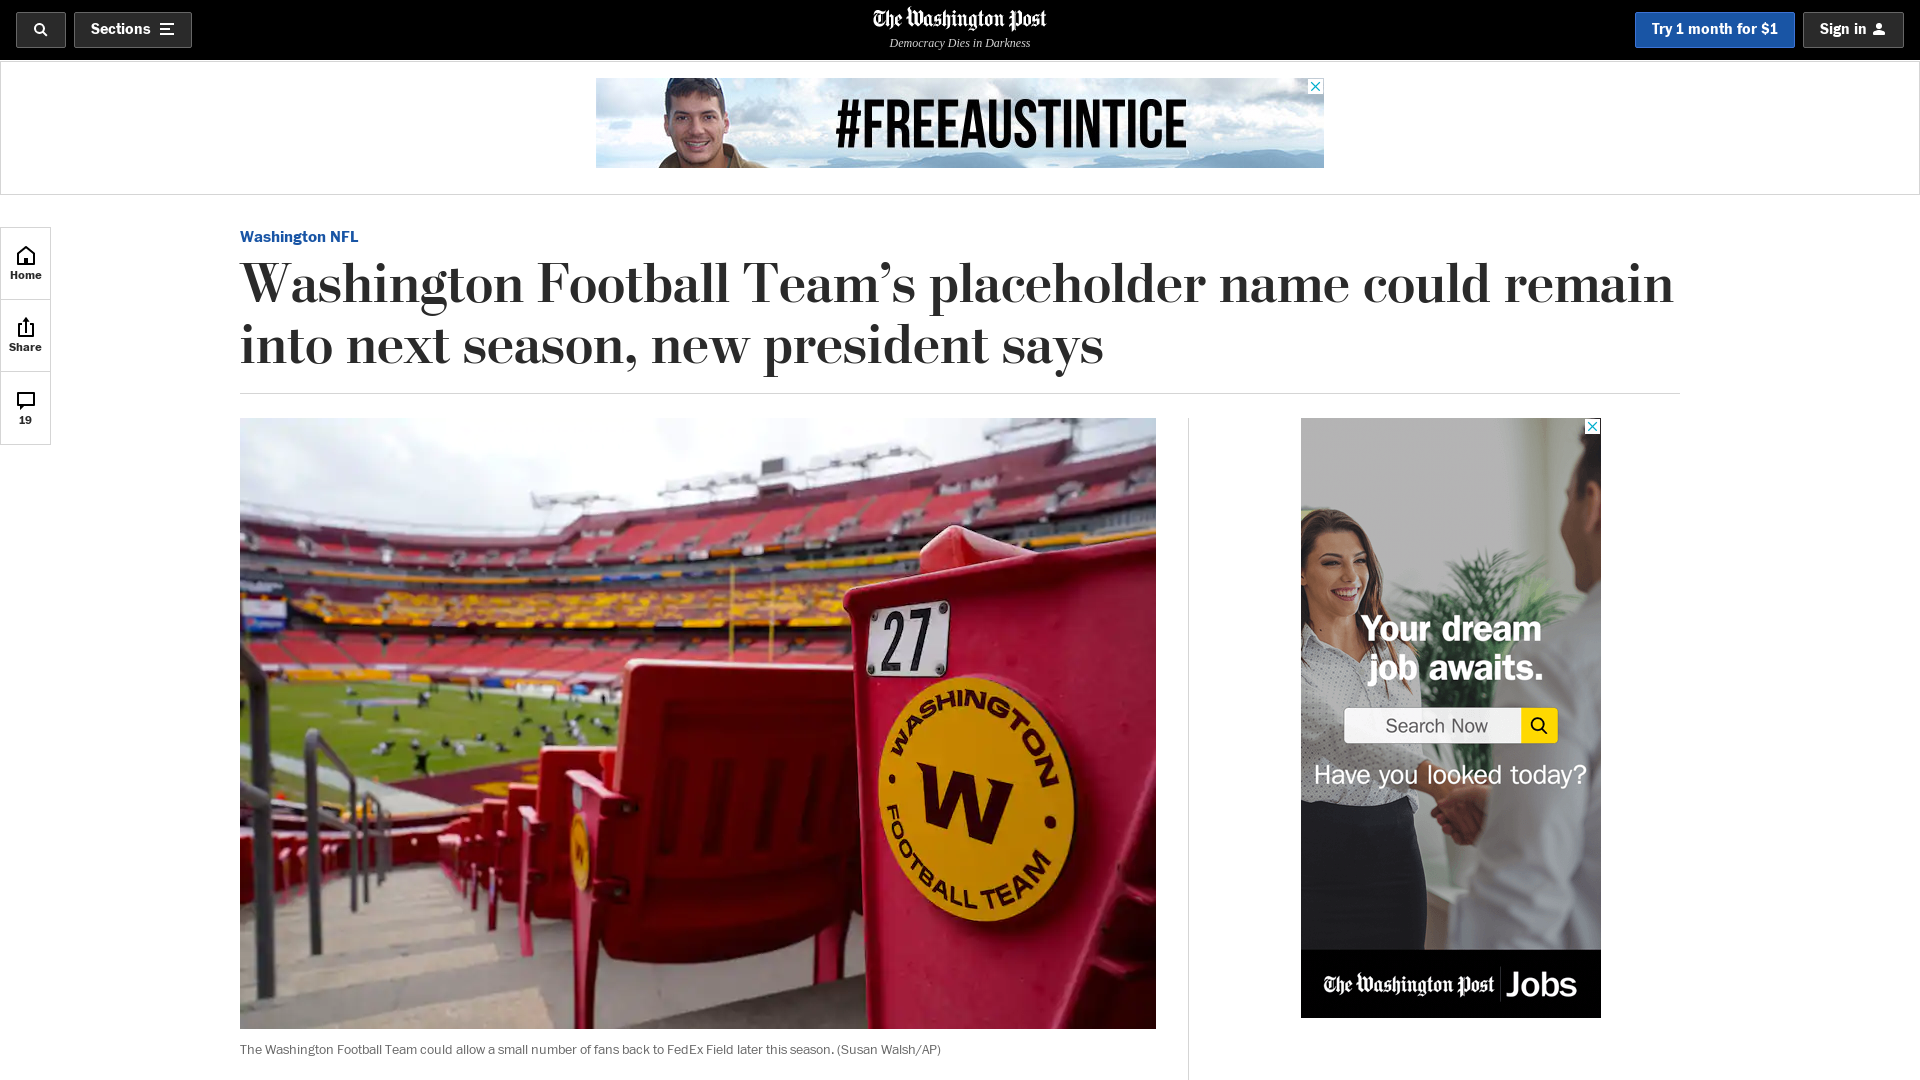 Sections
The Washington Post
Democracy Dies in Darkness
Try 1 month for $1
Sign in
#FREEAUSTINTICE
Home
Share
19
Washington NFL
Washington Football Team’s placeholder name could remain
into next season, new president says
27
WASHINGTON
W
FOOTBALL TEAM
The Washington Football Team could allow a small number of fans back to FedEx Field later this season. (Susan Walsh/AP)
Your dream
job awaits.
Search Now
Have you looked today?
The Washington Post Jobs